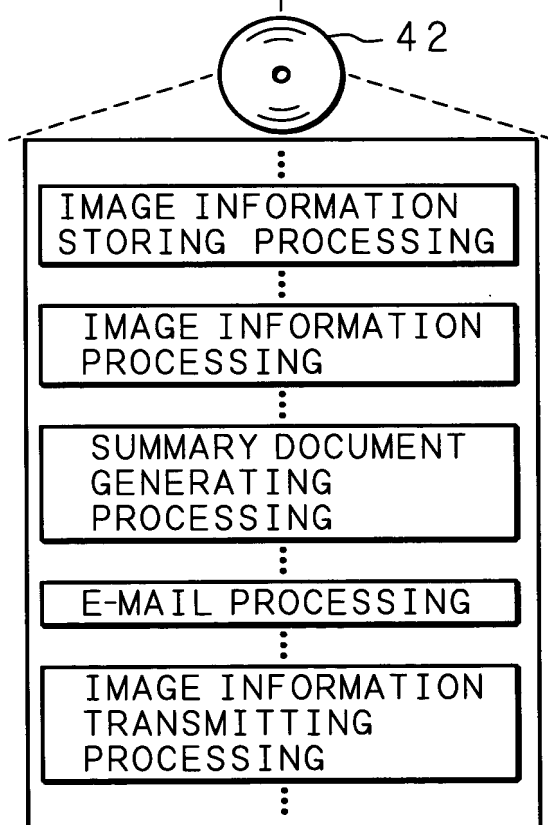 42
IMAGE INFORMATION
STORING PROCESSING
IMAGE INFORMATION
PROCESSING
SUMMARY DOCUMENT
GENERATING
PROCESSING
E-MAIL PROCESSING
IMAGE INFORMATION
TRANSMITTING
PROCESSING